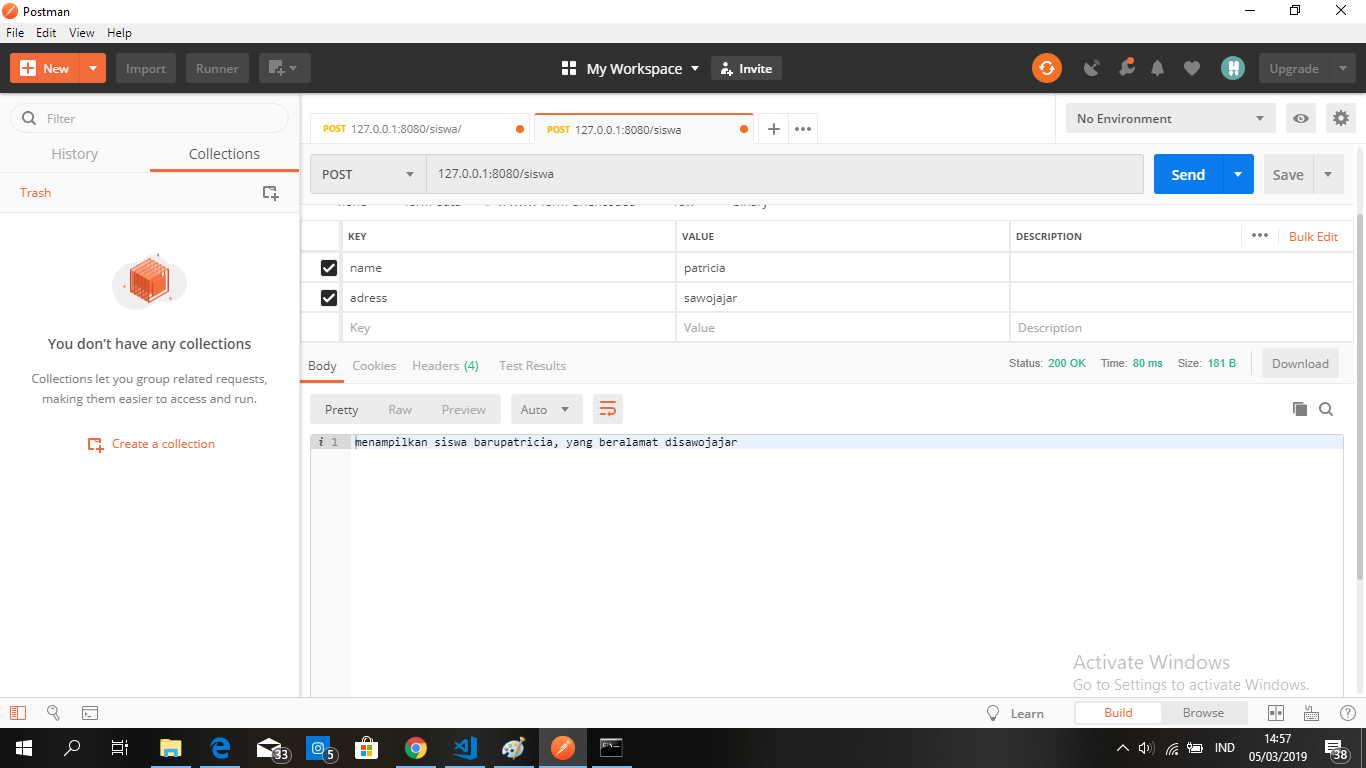 Postman
File Edit View Help
New Import Runner My Workspace Invite Upgrade
Filter
History Collections
Trash
You don't have any collections
Collections let you group related requests,
making them easier to access and run.
Create a collection
POST 127.0.0.1:8080/siswa/ POST 127.0.0.1:8080/siswa No Environment
POST 127.0.0.1:8080/siswa Send Save
KEY VALUE DESCRIPTION Bulk Edit
name patricia
adress sawojajar
Key Value Description
Body Cookies Headers (4) Test Results Status: 200 OK Time: 80 ms Size: 181 B Download
Pretty Raw Preview Auto
i 1 menampilkan siswa barupatricia, yang beralamat disawojajar
Activate Windows
Go to Settings to activate Windows.
Learn Build Browse
33 5 IND 14:57
05/03/2019 38